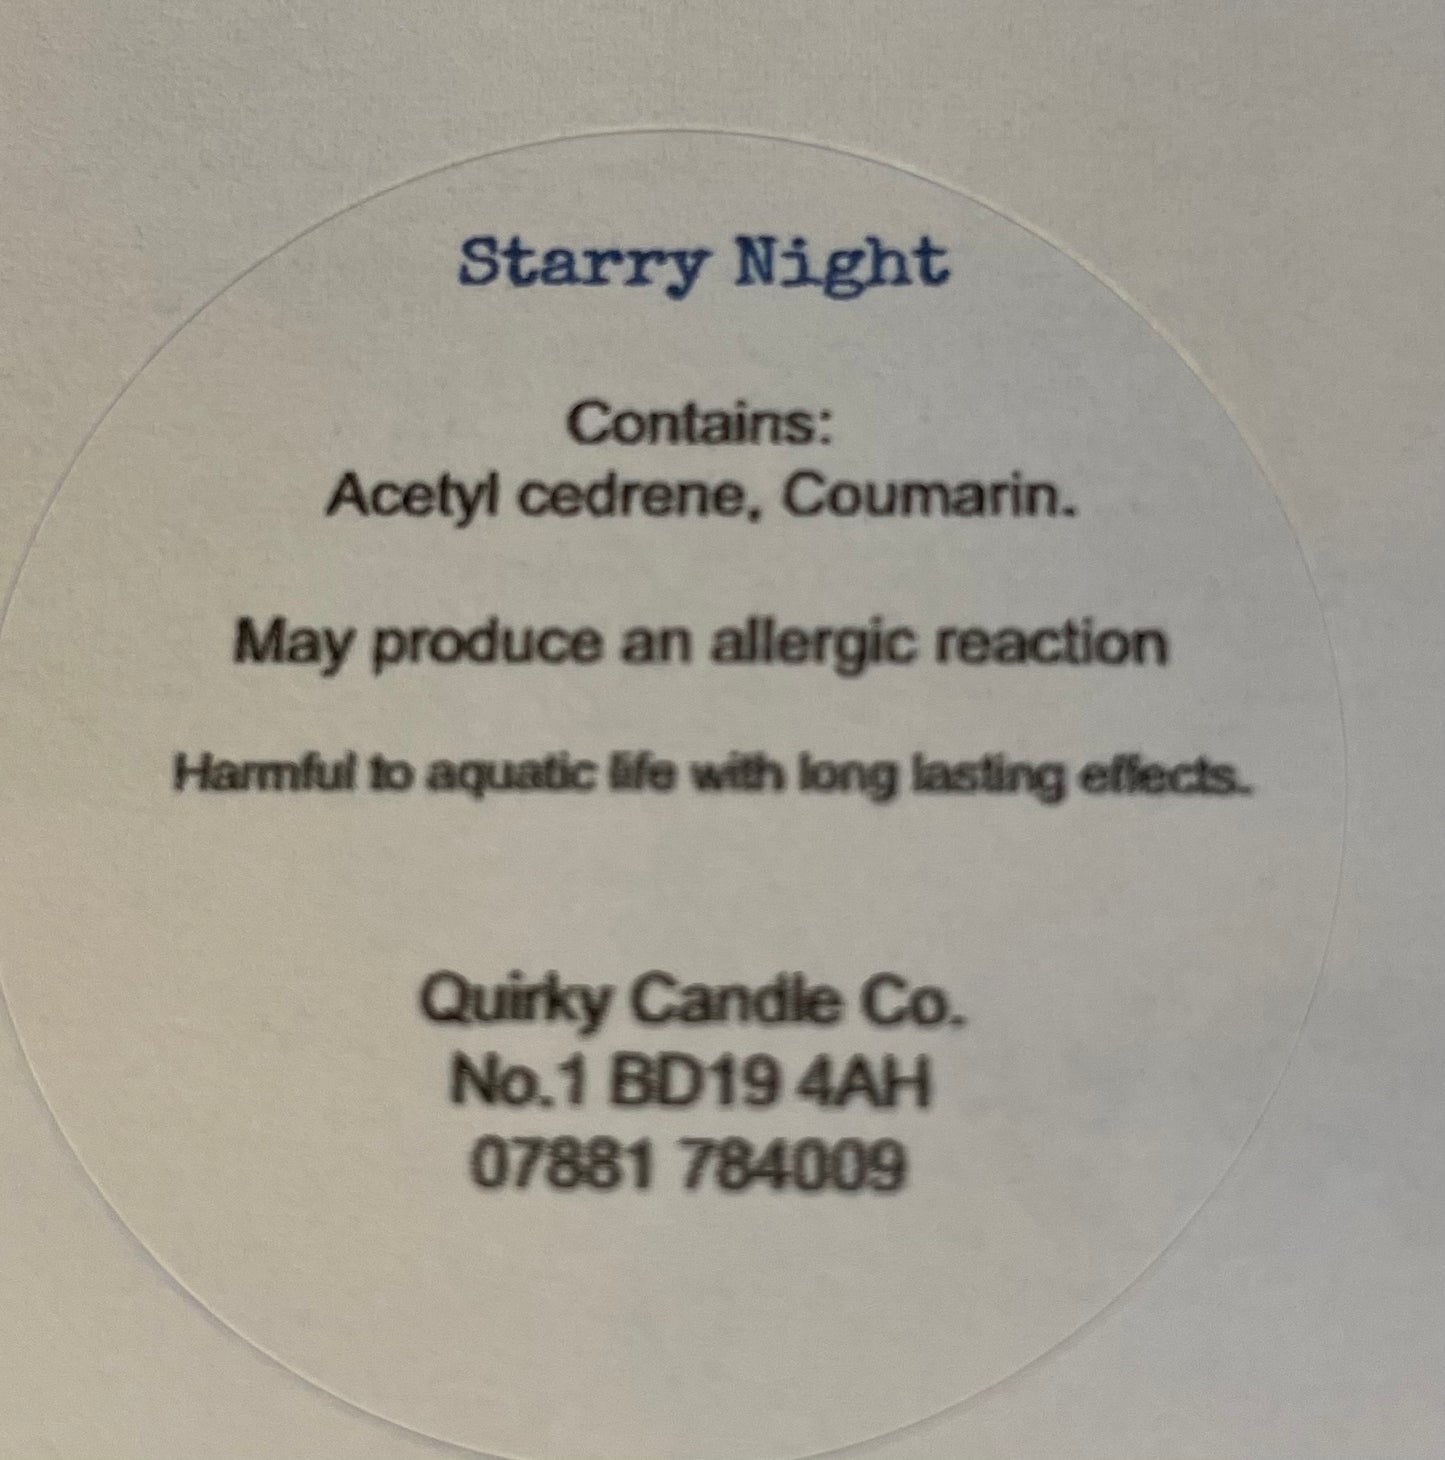 Starry Night
Contains:
Acetyl cedrene, Coumarin.
May produce an allergic reaction
Harmful to aquatic life with long lasting effects.
Quirky Candle Co.
No.1 BD19 4AH
07881 784009